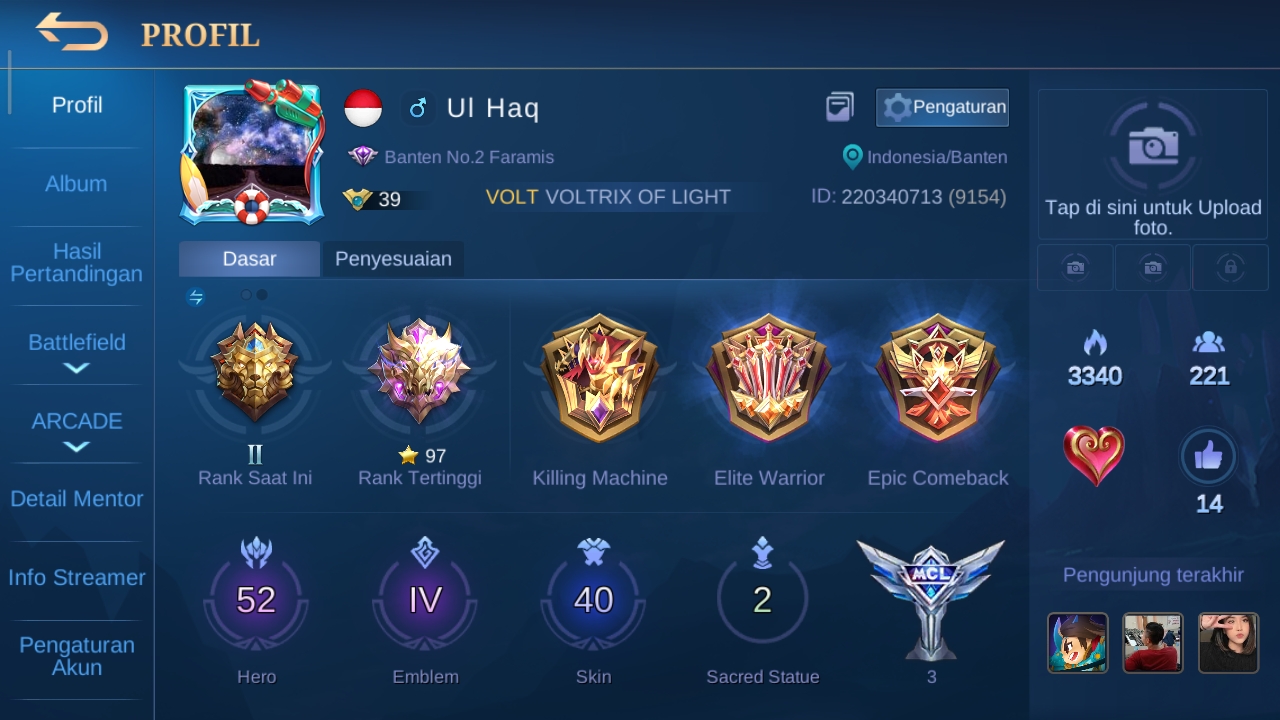 PROFIL
Profil
Album
Hasil
Pertandingan
Battlefield
ARCADE
Detail Mentor
Info Streamer
Pengaturan
Akun
Ul Haq
Pengaturan
Banten No.2 Faramis
Indonesia/Banten
39
VOLT VOLTRIX OF LIGHT
ID: 220340713 (9154)
Dasar
Penyesuaian
II
97
Rank Saat Ini
Rank Tertinggi
Killing Machine
Elite Warrior
Epic Comeback
52
IV
40
2
MCL
Hero
Emblem
Skin
Sacred Statue
3
Tap di sini untuk Upload
foto.
3340
221
14
Pengunjung terakhir